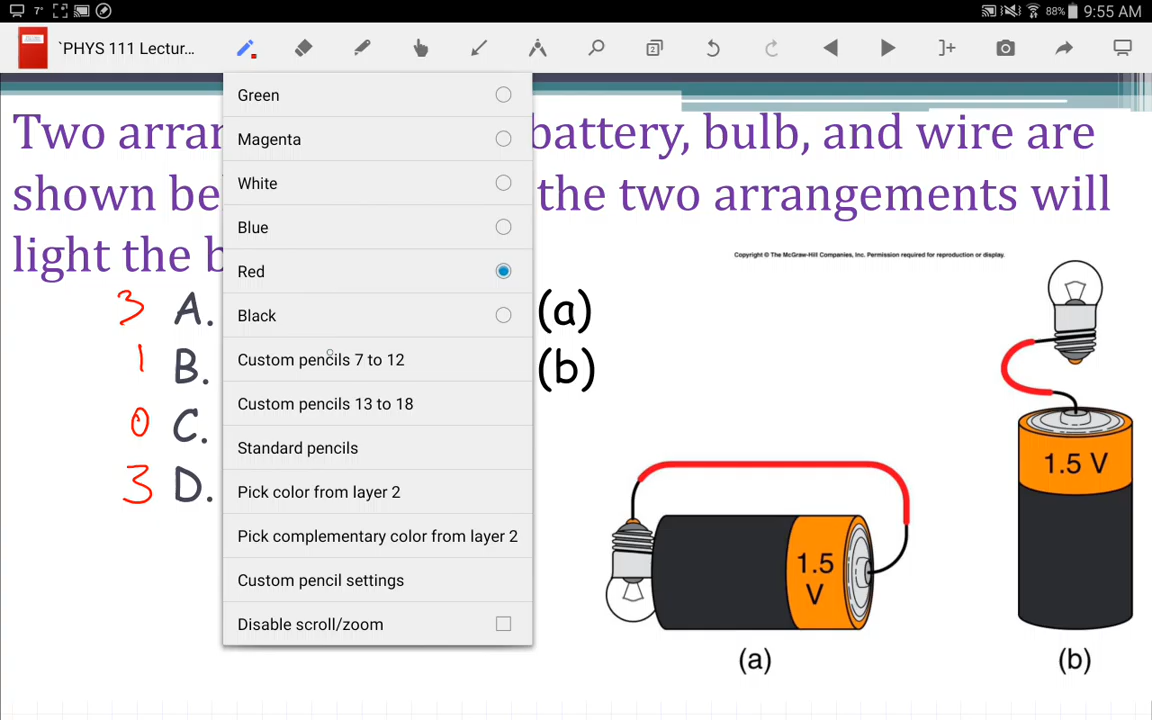 7°
88% 9:55 AM
`PHYS 111 Lectur...
2
Green
Magenta
White
Blue
Red
Black
Custom pencils 7 to 12
Custom pencils 13 to 18
Standard pencils
Pick color from layer 2
Pick complementary color from layer 2
Custom pencil settings
Disable scroll/zoom
Two arran battery, bulb, and wire are
shown be the two arrangements will
light the b
Copyright © The McGraw-Hill Companies, Inc. Permission required for reproduction or display.
3 A. (a)
1 B. (b)
0 C.
3 D.
1.5 V
1.5
V
(a)
(b)